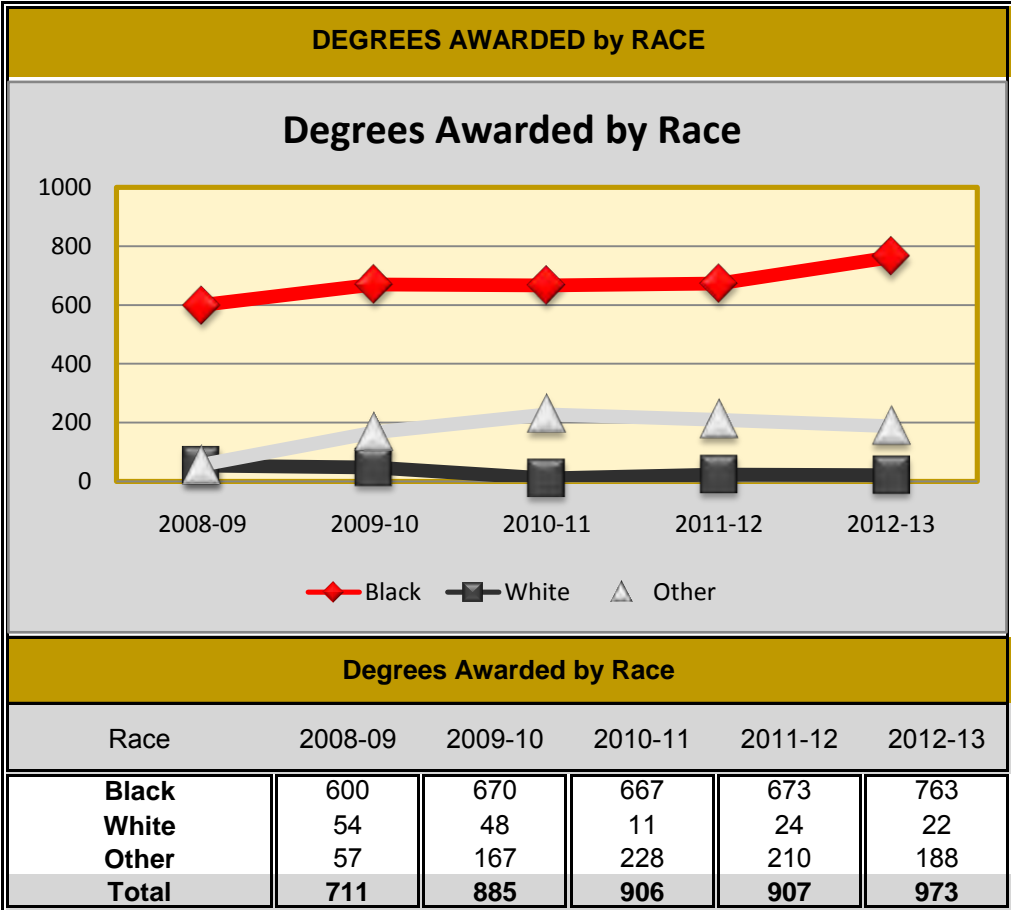 DEGREES AWARDED by RACE
Degrees Awarded by Race
1000
800
600
400
200
0
2008-09 2009-10 2010-11 2011-12 2012-13
Black White Other
Degrees Awarded by Race
Race 2008-09 2009-10 2010-11 2011-12 2012-13
Black 600 670 667 673 763
White 54 48 11 24 22
Other 57 167 228 210 188
Total 711 885 906 907 973